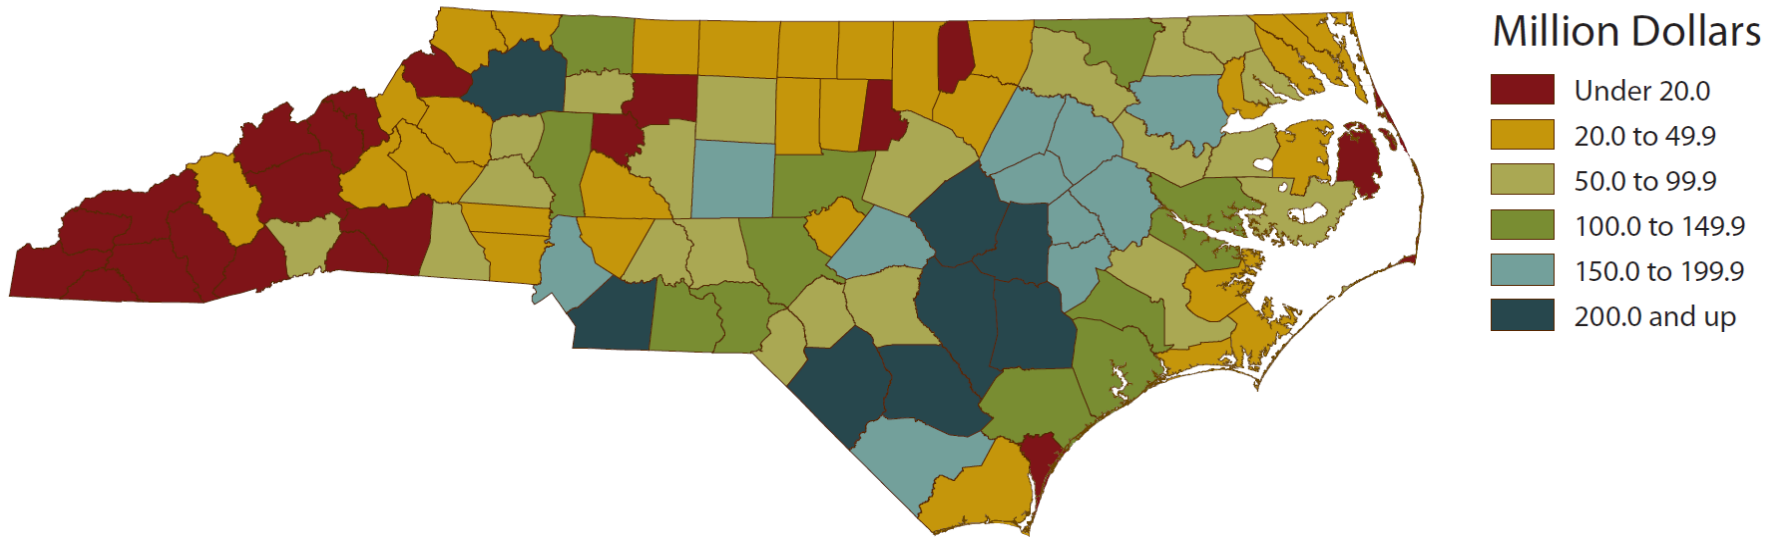 Million Dollars
Under 20.0
20.0 to 49.9
50.0 to 99.9
100.0 to 149.9
150.0 to 199.9
200.0 and up